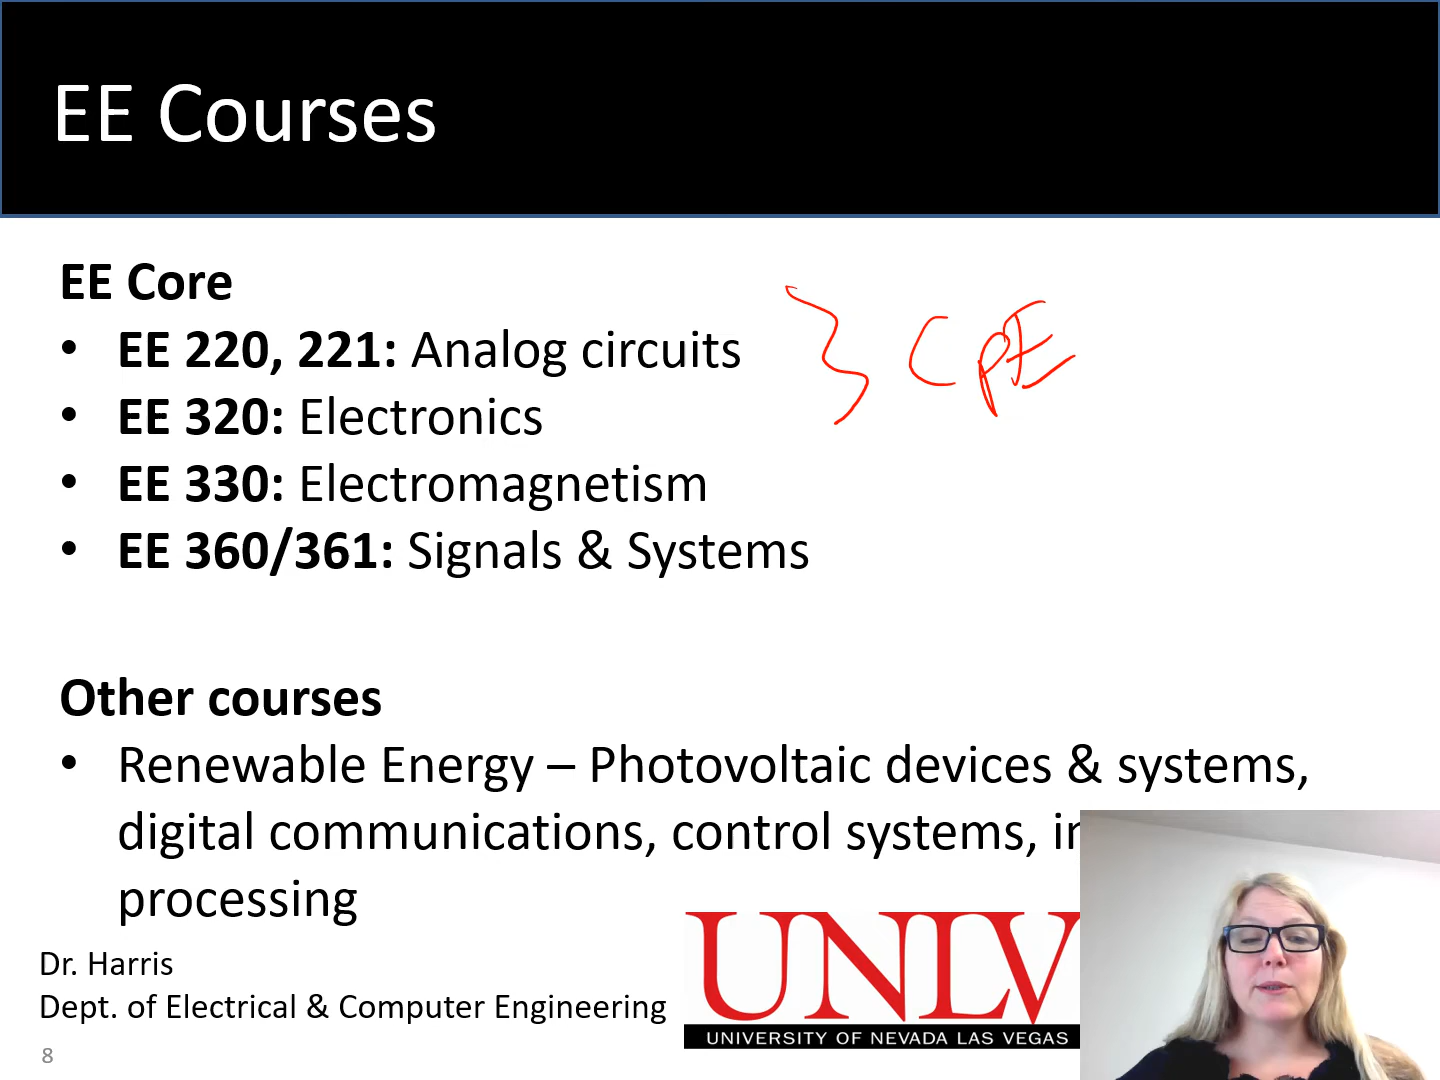 EE Courses
EE Core
• EE 220, 221: Analog circuits
• EE 320: Electronics
• EE 330: Electromagnetism
• EE 360/361: Signals & Systems
CpE
Other courses
• Renewable Energy – Photovoltaic devices & systems,
digital communications, control systems,
processing
Dr. Harris
Dept. of Electrical & Computer Engineering
UNLV
UNIVERSITY OF NEVADA LAS VEGAS
8